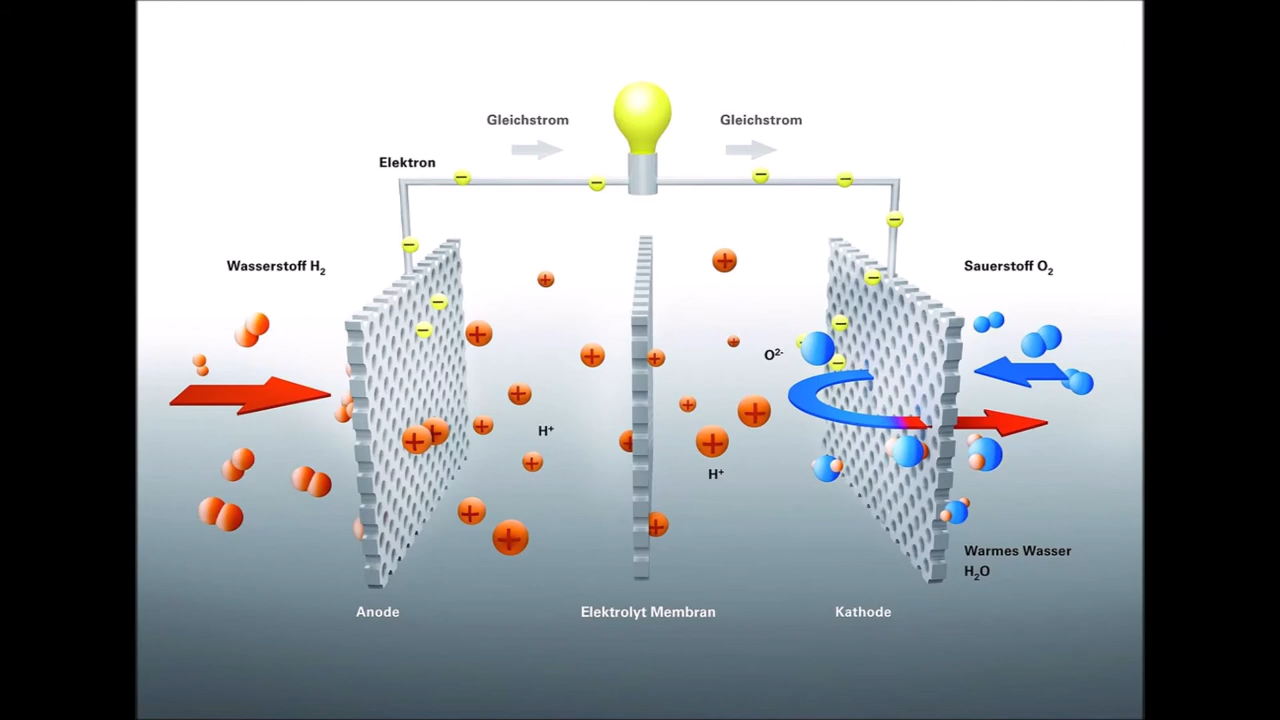 Gleichstrom
Gleichstrom
Elektron
Wasserstoff H₂
Sauerstoff O₂
O²⁻
H⁺
H⁺
Warmes Wasser
H₂O
Anode
Elektrolyt Membran
Kathode